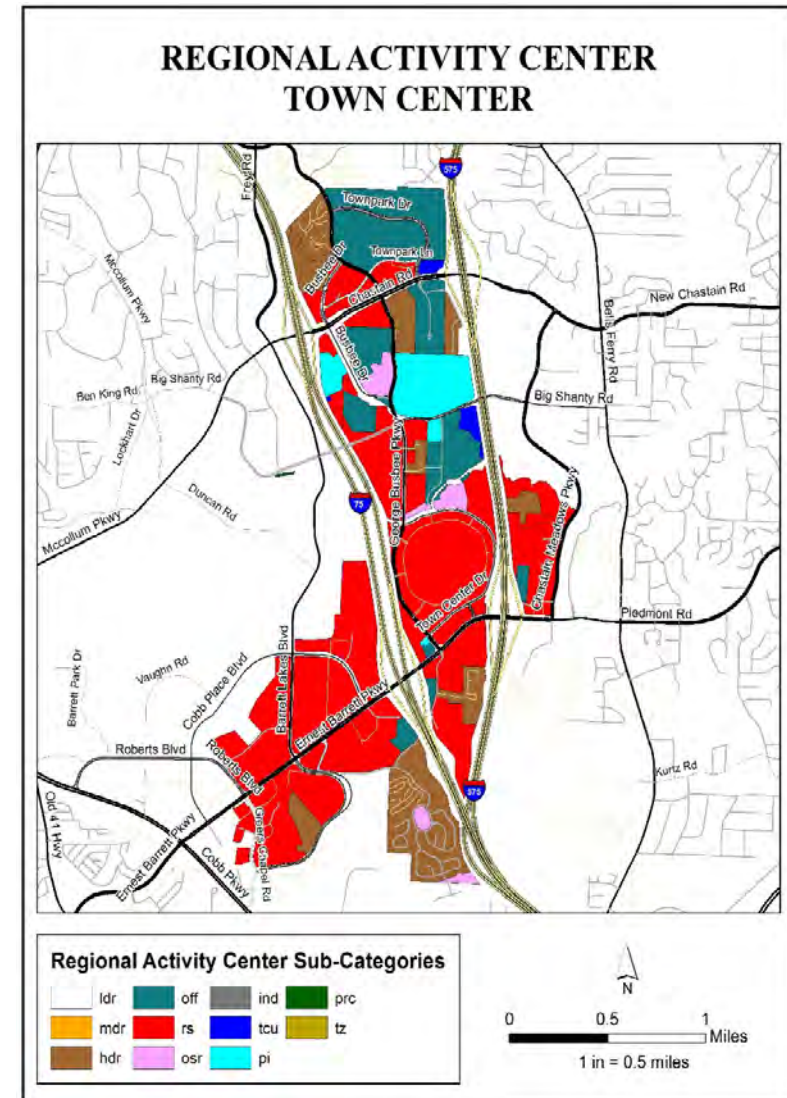 REGIONAL ACTIVITY CENTER
TOWN CENTER
575
Frey Rd
Townpark Dr
Townpark Ln
Busbee Dr
Chastain Rd
Mccollum Pkwy
New Chastain Rd
Bells Ferry Rd
Busbee Dr
Big Shanty Rd
Ben King Rd
Big Shanty Rd
Lockhart Dr
George Busbee Pkwy
Duncan Rd
75
Mccollum Pkwy
Chastain Meadows Pkwy
Town Center Dr
Piedmont Rd
Barrett Lakes Blvd
Cobb Place Blvd
Vaughn Rd
Barrett Park Dr
Ernest Barrett Pkwy
Roberts Blvd
Roberts Blvd
Kurtz Rd
575
Old 41 Hwy
Greers Chapel Rd
Ernest Barrett Pkwy
Cobb Pkwy
Regional Activity Center Sub-Categories
ldr off ind prc
mdr rs tcu tz
hdr osr pi
N
0 0.5 1
Miles
1 in = 0.5 miles